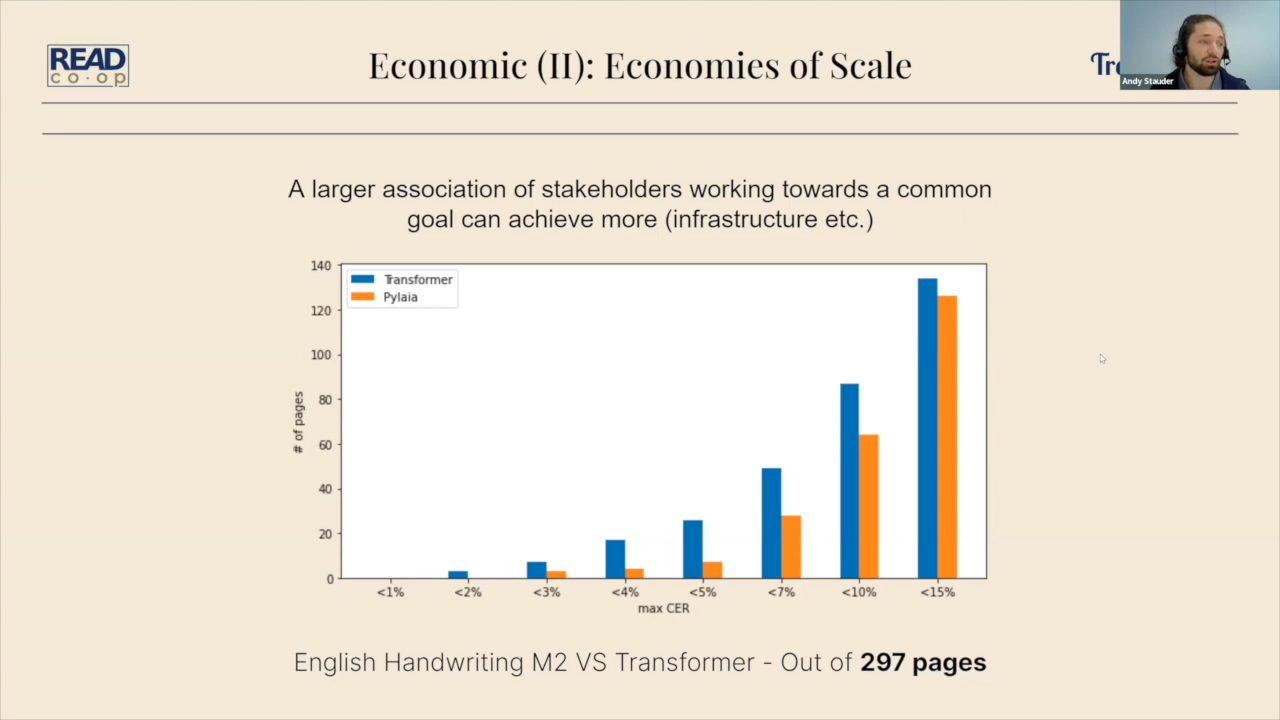 READ
co·op
Economic (II): Economies of Scale
Andy Stauder
A larger association of stakeholders working towards a common
goal can achieve more (infrastructure etc.)
140
120
100
80
60
40
20
0
# of pages
Transformer
Pylaia
<1% <2% <3% <4% <5% <7% <10% <15%
max CER
English Handwriting M2 VS Transformer - Out of 297 pages